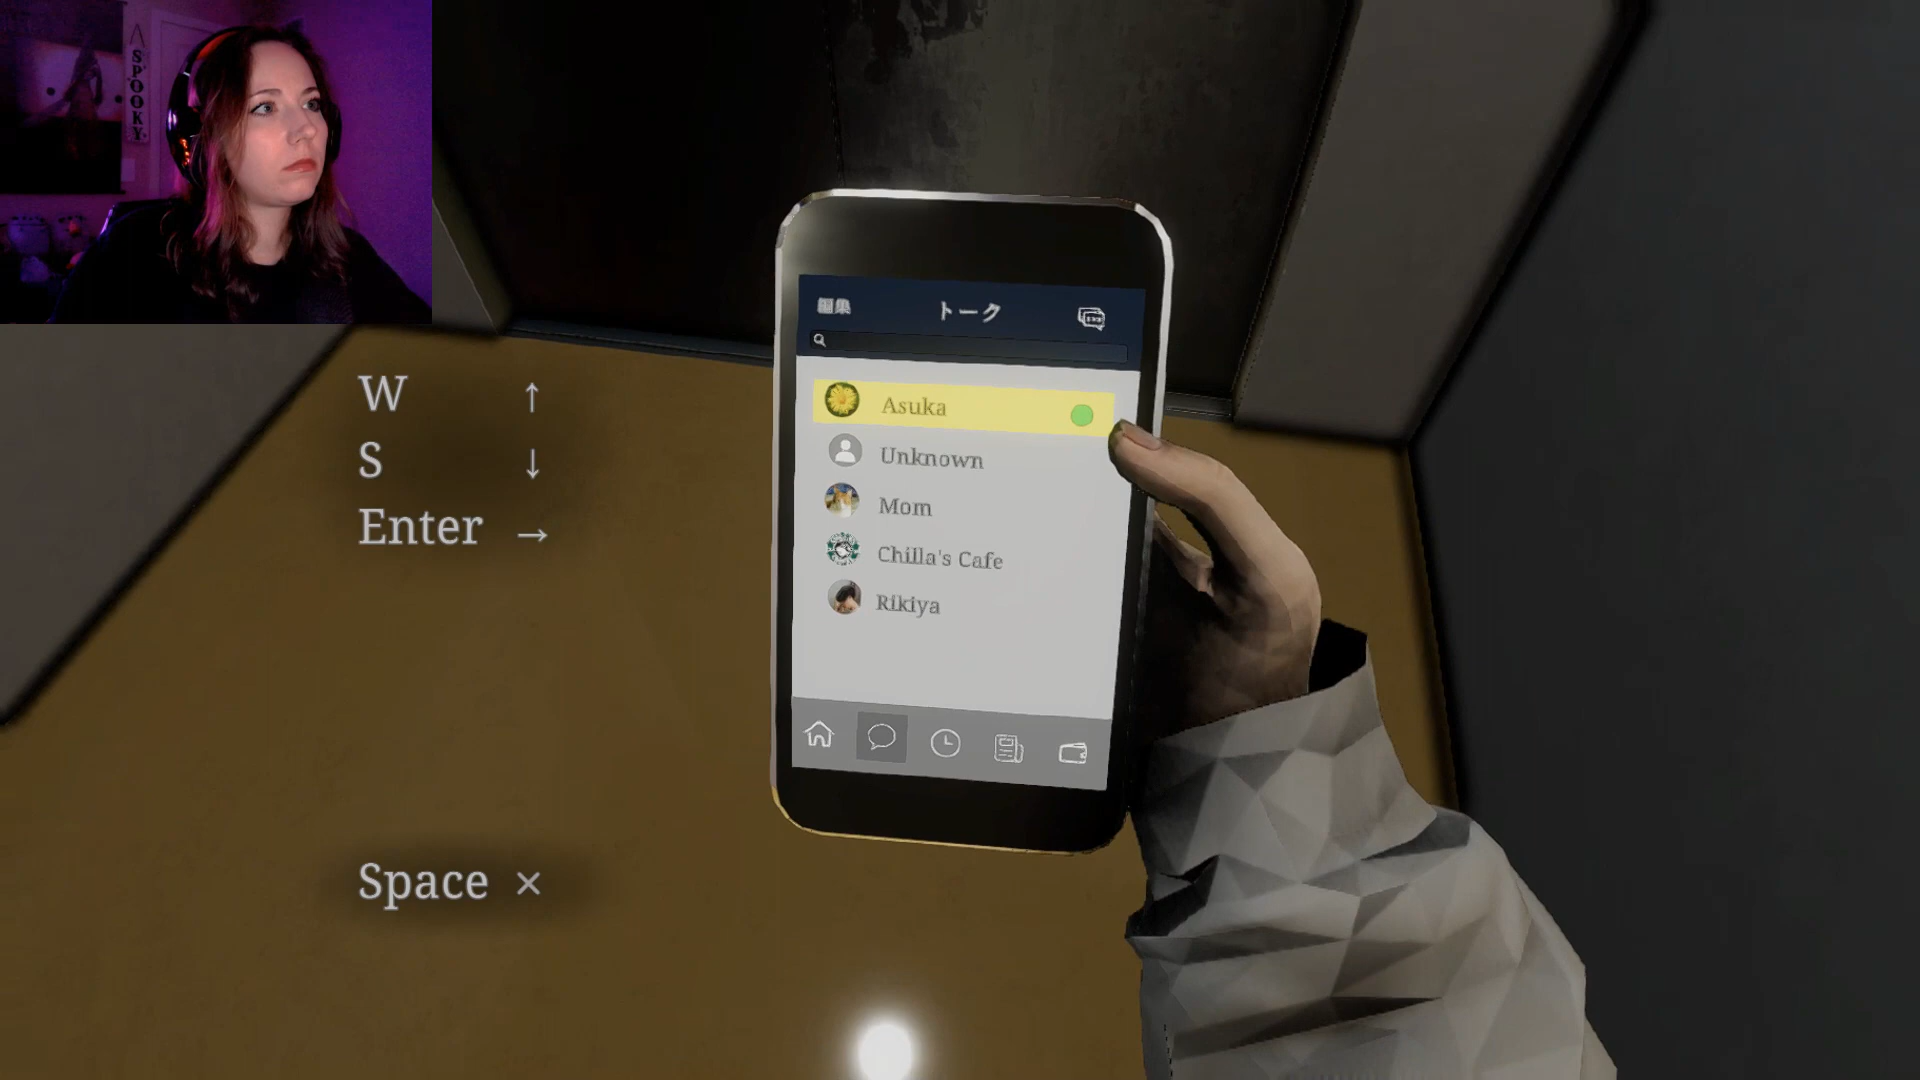 SPOOKY
W ↑
S ↓
Enter →
Space ×
編集 トーク
Asuka
Unknown
Mom
Chilla's Cafe
Rikiya